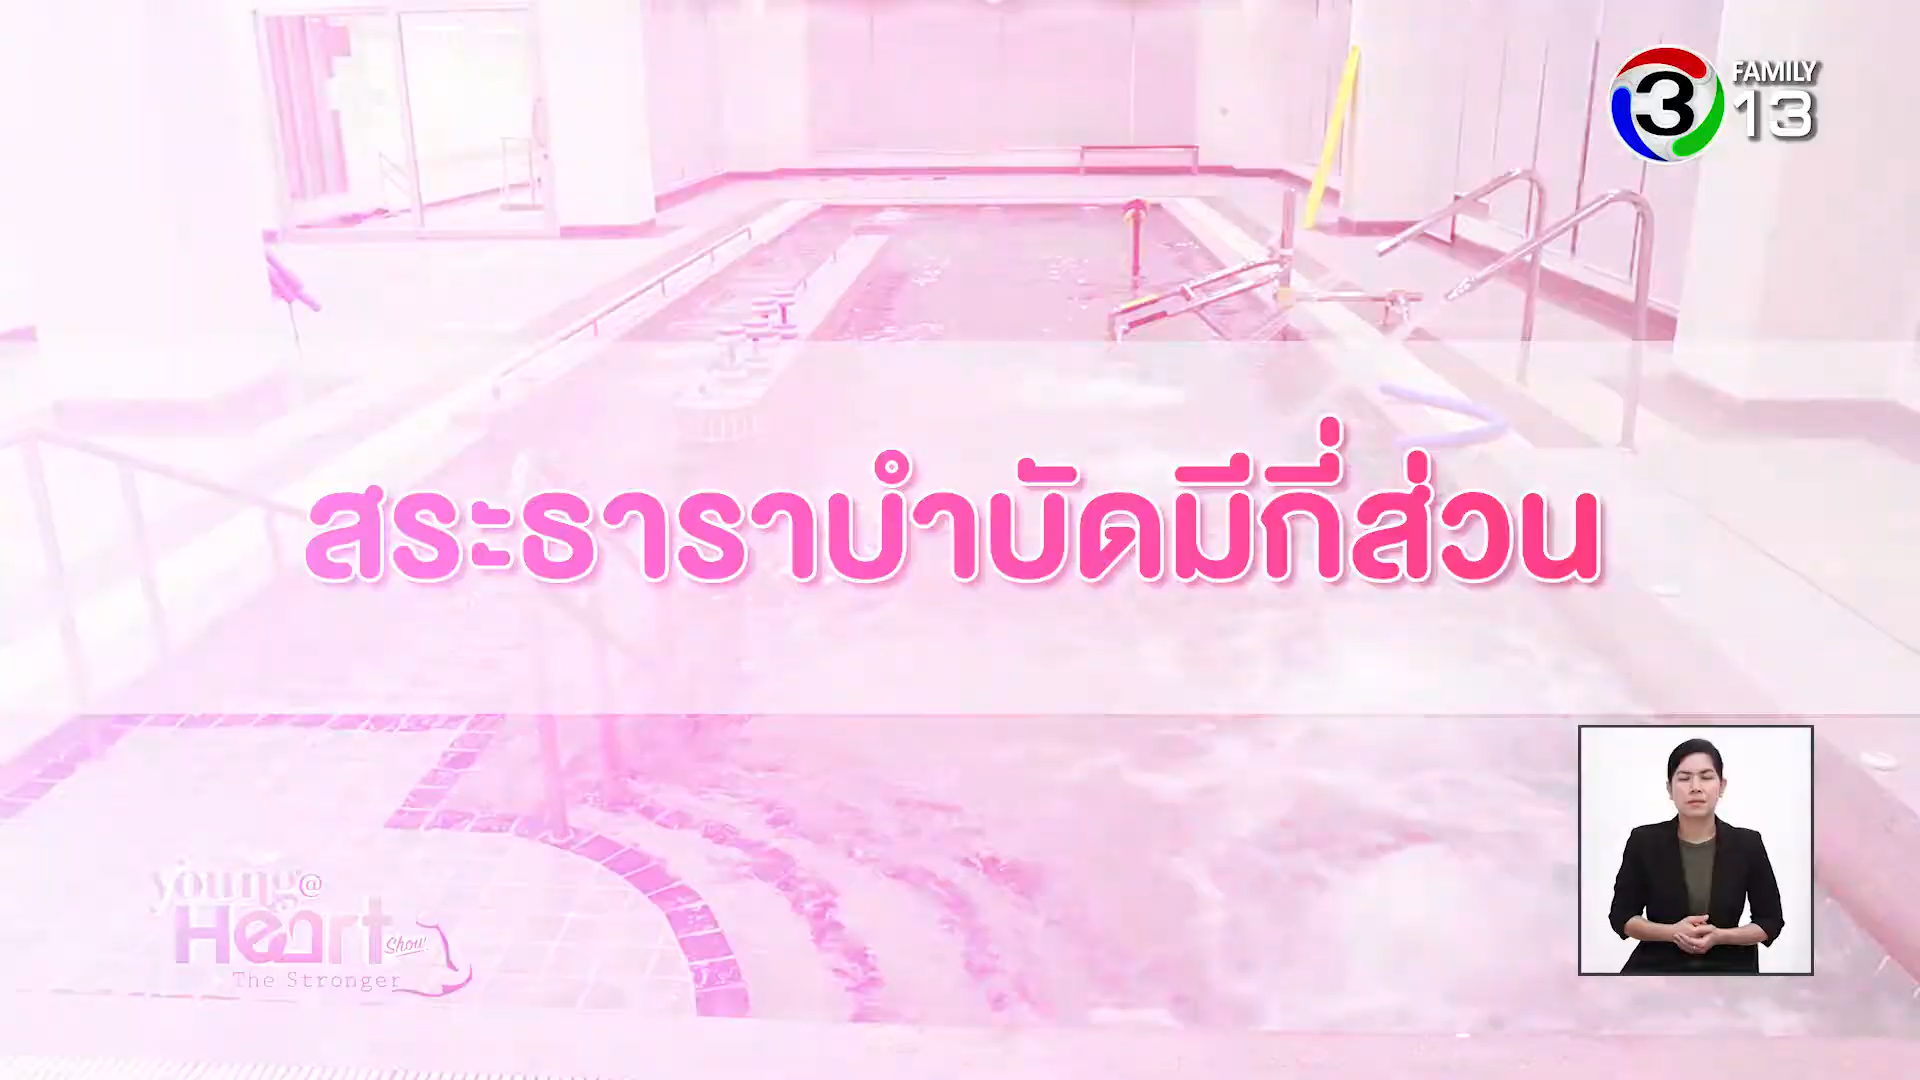 3 FAMILY
13
สระธาราบำบัดมีกี่ส่วน
young@
Heart Show
The Stronger